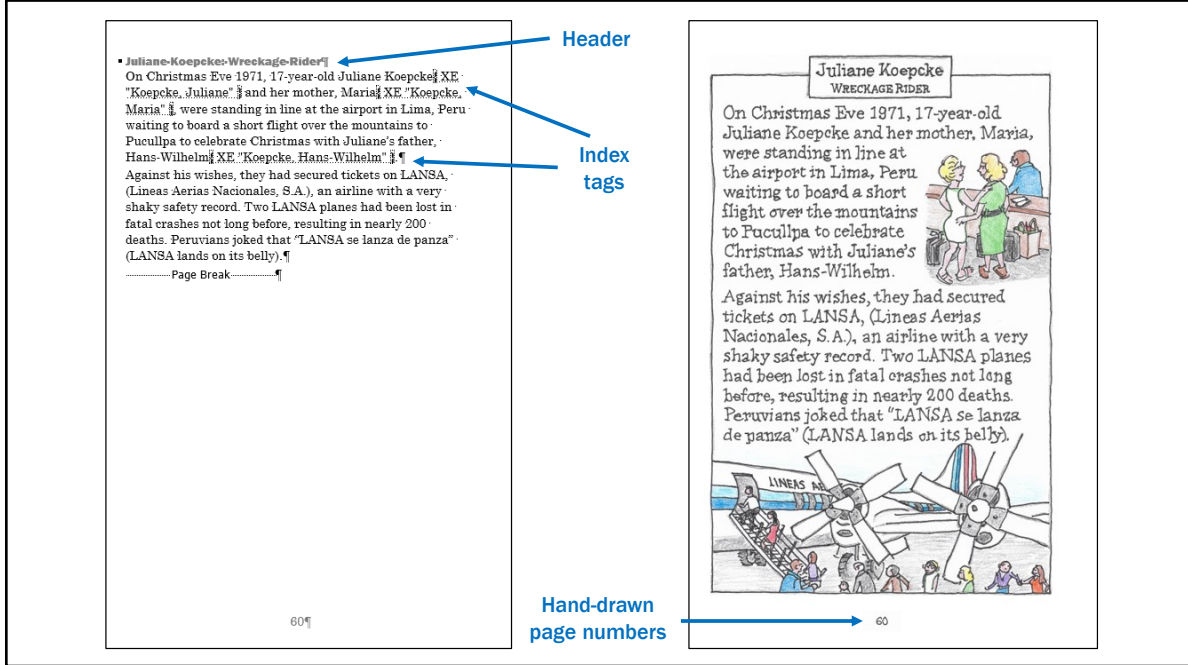 Header
Index
tags
Hand-drawn
page numbers
▪ Juliane·Koepcke:·Wreckage·Rider¶
On Christmas Eve 1971, 17-year-old Juliane Koepcke{ XE
"Koepcke, Juliane" } and her mother, Maria{ XE "Koepcke,
Maria" }, were standing in line at the airport in Lima, Peru
waiting to board a short flight over the mountains to
Pucullpa to celebrate Christmas with Juliane's father,
Hans-Wilhelm{ XE "Koepcke, Hans-Wilhelm" }.¶
Against his wishes, they had secured tickets on LANSA,
(Lineas Aerias Nacionales, S.A.), an airline with a very
shaky safety record. Two LANSA planes had been lost in
fatal crashes not long before, resulting in nearly 200
deaths. Peruvians joked that "LANSA se lanza de panza"
(LANSA lands on its belly).¶
Page Break¶
60¶
Juliane Koepcke
WRECKAGE RIDER
On Christmas Eve 1971, 17-year-old
Juliane Koepcke and her mother, Maria,
were standing in line at
the airport in Lima, Peru
waiting to board a short
flight over the mountains
to Pucullpa to celebrate
Christmas with Juliane's
father, Hans-Wilhelm.
Against his wishes, they had secured
tickets on LANSA, (Lineas Aerias
Nacionales, S.A.), an airline with a very
shaky safety record. Two LANSA planes
had been lost in fatal crashes not long
before, resulting in nearly 200 deaths.
Peruvians joked that "LANSA se lanza
de panza" (LANSA lands on its belly).
LINEAS AE
60